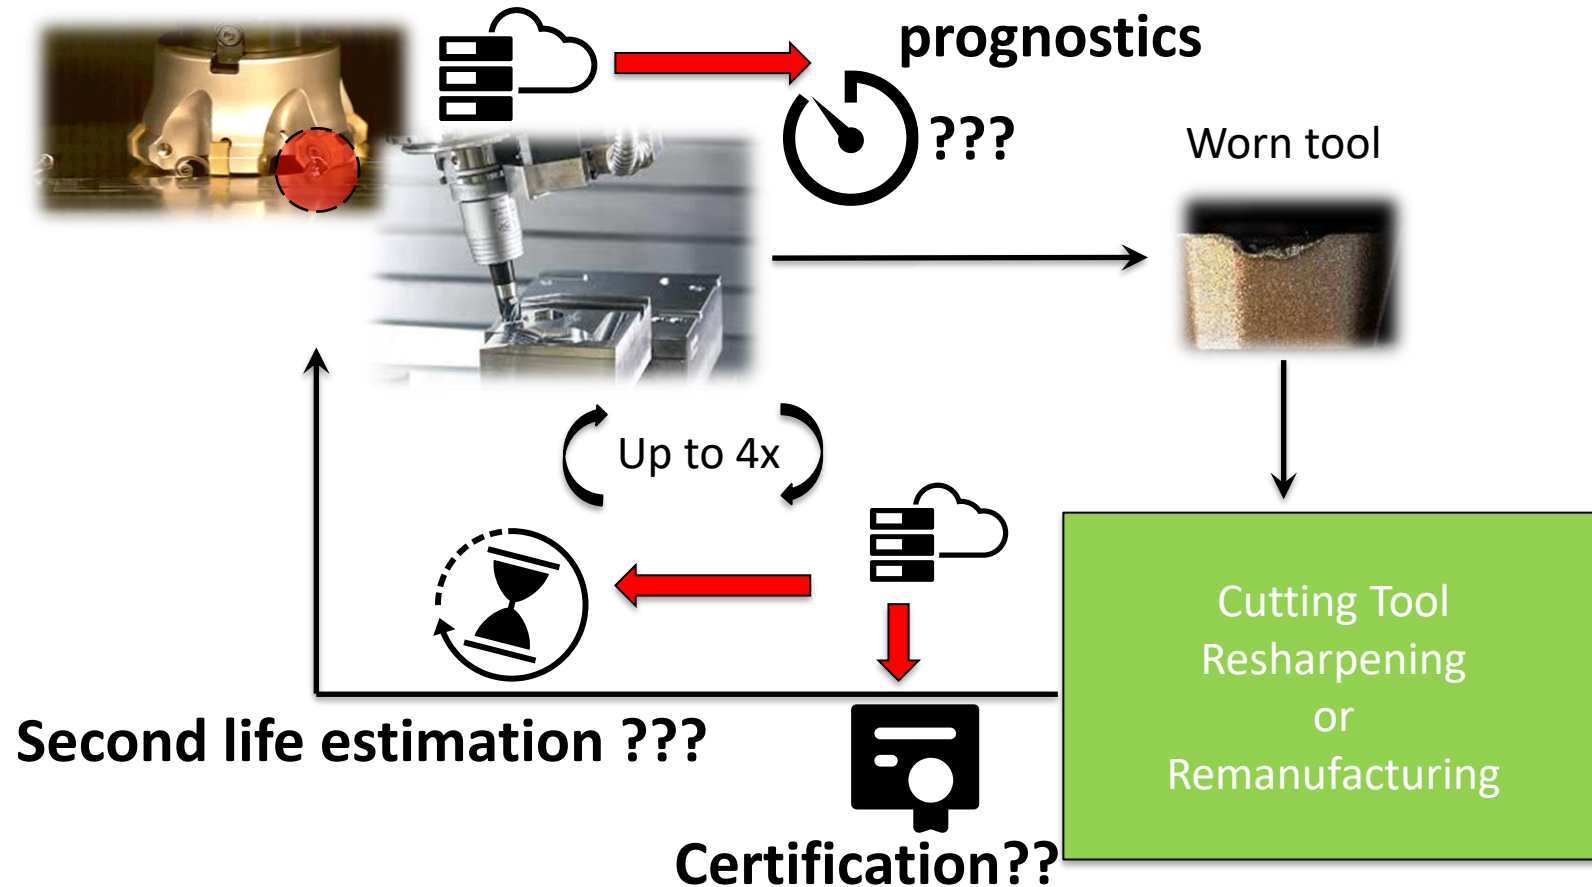 prognostics
???
Worn tool
Up to 4x
Cutting Tool
Resharpening
or
Remanufacturing
Second life estimation ???
Certification??